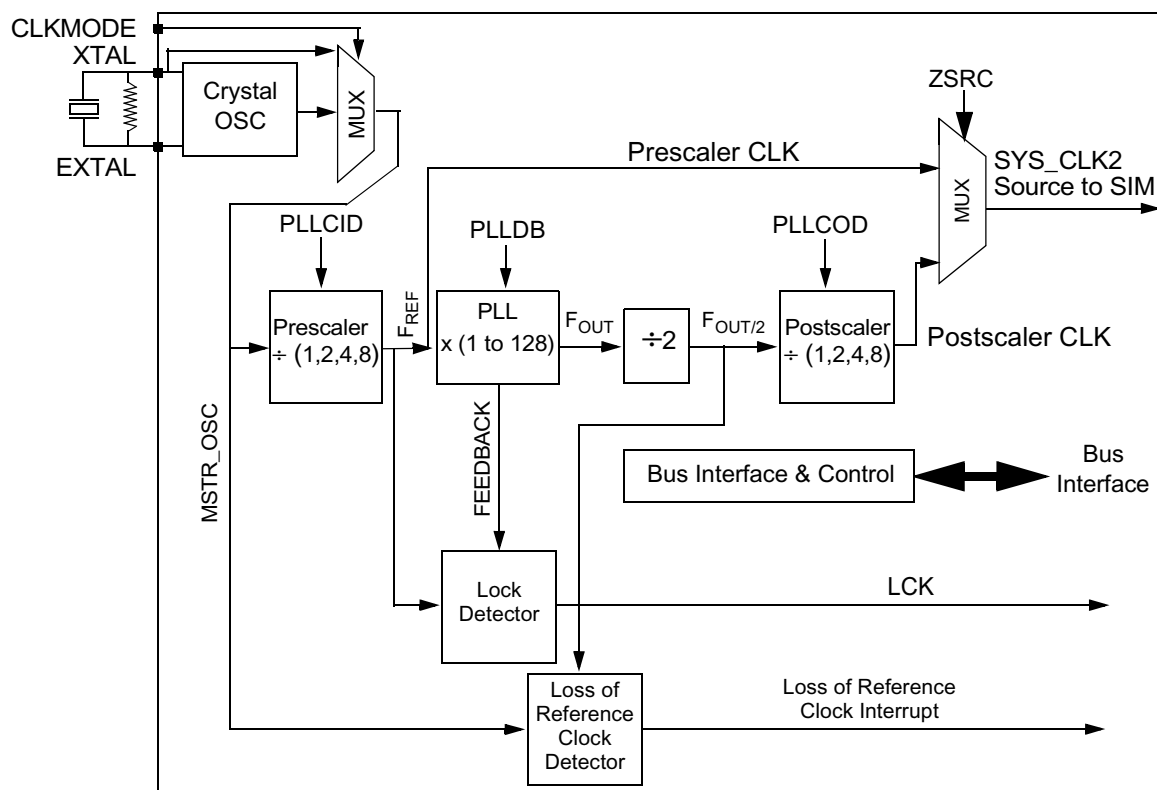 CLKMODE
XTAL
EXTAL
Crystal
OSC
MUX
ZSRC
Prescaler CLK
MUX
SYS_CLK2
Source to SIM
PLLCID
PLLDB
PLLCOD
Prescaler
÷ (1,2,4,8)
FREF
PLL
x (1 to 128)
FOUT
÷2
FOUT/2
Postscaler
÷ (1,2,4,8)
Postscaler CLK
MSTR_OSC
FEEDBACK
Bus Interface & Control
Bus
Interface
Lock
Detector
LCK
Loss of
Reference
Clock
Detector
Loss of Reference
Clock Interrupt